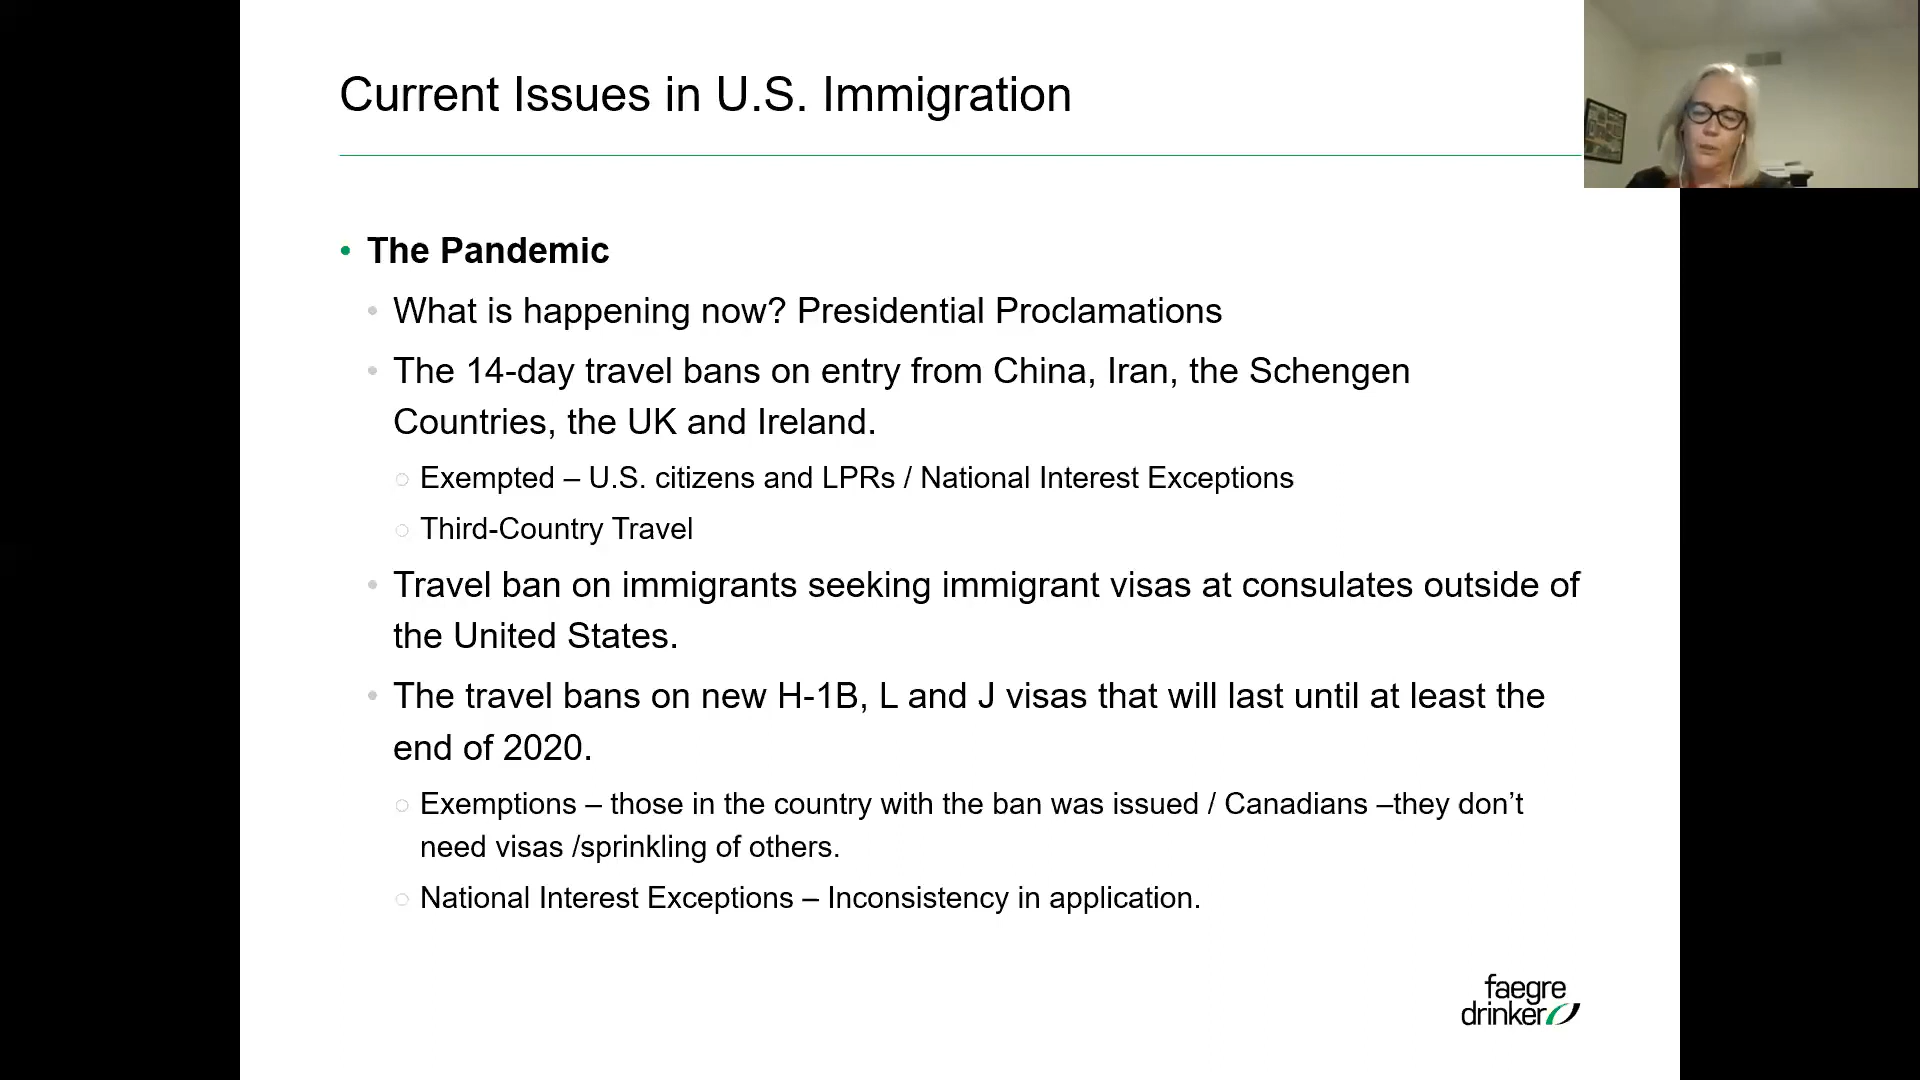 Current Issues in U.S. Immigration
• The Pandemic
• What is happening now? Presidential Proclamations
• The 14-day travel bans on entry from China, Iran, the Schengen
Countries, the UK and Ireland.
○ Exempted – U.S. citizens and LPRs / National Interest Exceptions
○ Third-Country Travel
• Travel ban on immigrants seeking immigrant visas at consulates outside of
the United States.
• The travel bans on new H-1B, L and J visas that will last until at least the
end of 2020.
○ Exemptions – those in the country with the ban was issued / Canadians –they don’t
need visas /sprinkling of others.
○ National Interest Exceptions – Inconsistency in application.
faegre
drinker